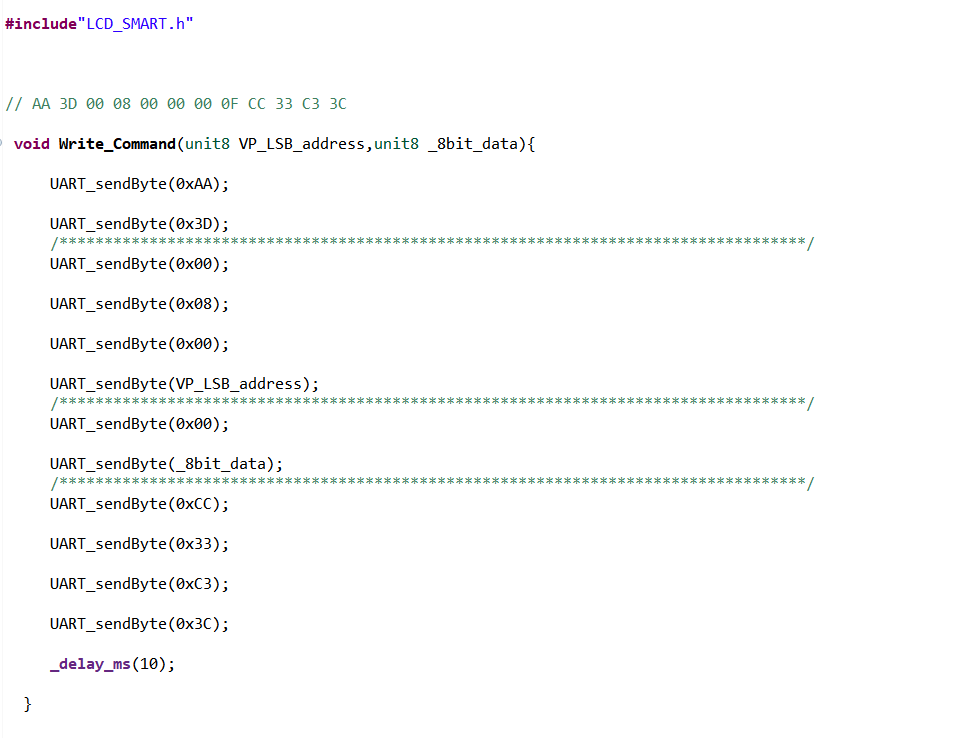 #include"LCD_SMART.h"
// AA 3D 00 08 00 00 00 0F CC 33 C3 3C
void Write_Command(unit8 VP_LSB_address,unit8 _8bit_data){
UART_sendByte(0xAA);
UART_sendByte(0x3D);
/***********************************************************************************/
UART_sendByte(0x00);
UART_sendByte(0x08);
UART_sendByte(0x00);
UART_sendByte(VP_LSB_address);
/***********************************************************************************/
UART_sendByte(0x00);
UART_sendByte(_8bit_data);
/***********************************************************************************/
UART_sendByte(0xCC);
UART_sendByte(0x33);
UART_sendByte(0xC3);
UART_sendByte(0x3C);
_delay_ms(10);
}